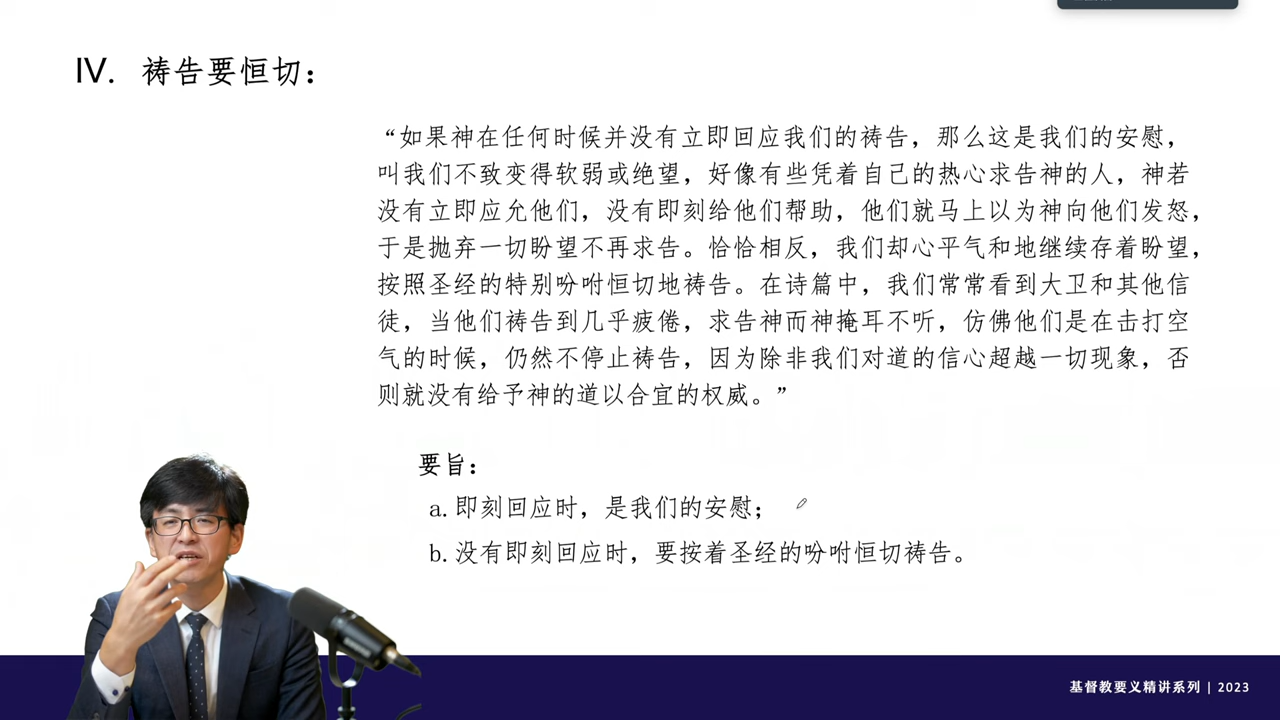 IV. 祷告要恒切：
“如果神在任何时候并没有立即回应我们的祷告，那么这是我们的安慰，
叫我们不致变得软弱或绝望，好像有些凭着自己的热心求告神的人，神若
没有立即应允他们，没有即刻给他们帮助，他们就马上以为神向他们发怒，
于是抛弃一切盼望不再求告。恰恰相反，我们却心平气和地继续存着盼望，
按照圣经的特别吩咐恒切地祷告。在诗篇中，我们常常看到大卫和其他信
徒，当他们祷告到几乎疲倦，求告神而神掩耳不听，仿佛他们是在击打空
气的时候，仍然不停止祷告，因为除非我们对道的信心超越一切现象，否
则就没有给予神的道以合宜的权威。”
要旨：
a. 即刻回应时，是我们的安慰；
b. 没有即刻回应时，要按着圣经的吩咐恒切祷告。
基督教要义精讲系列 | 2023